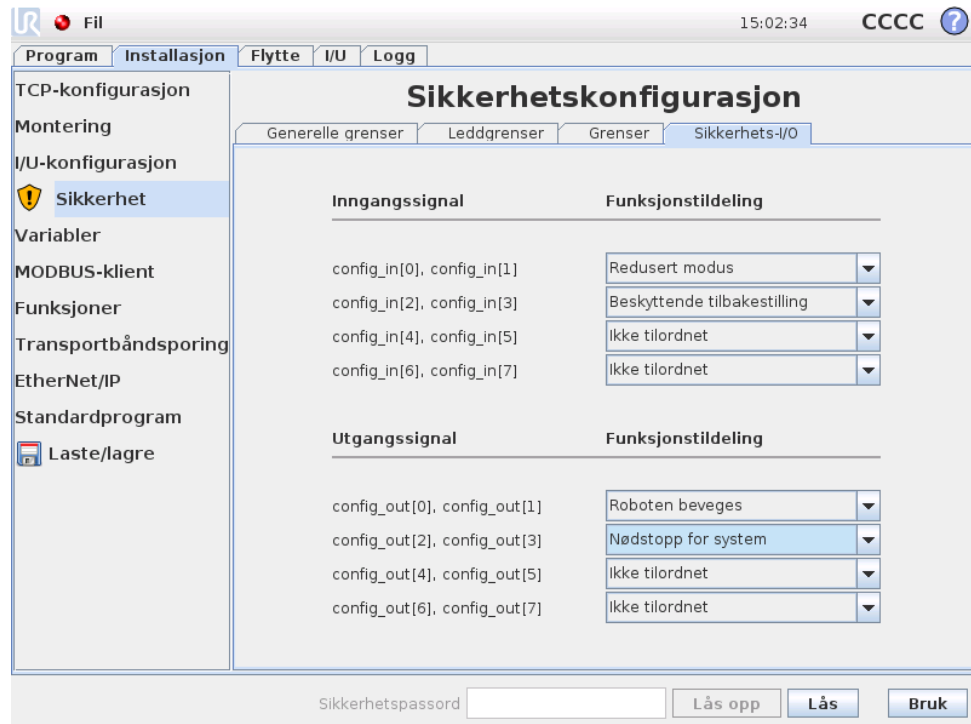 UR Fil 15:02:34 CCCC ?
Program Installasjon Flytte I/U Logg
TCP-konfigurasjon
Montering
I/U-konfigurasjon
Sikkerhet
Variabler
MODBUS-klient
Funksjoner
Transportbåndsporing
EtherNet/IP
Standardprogram
Laste/lagre
Sikkerhetskonfigurasjon
Generelle grenser Leddgrenser Grenser Sikkerhets-I/O
Inngangssignal Funksjonstildeling
config_in[0], config_in[1] Redusert modus
config_in[2], config_in[3] Beskyttende tilbakestilling
config_in[4], config_in[5] Ikke tilordnet
config_in[6], config_in[7] Ikke tilordnet
Utgangssignal Funksjonstildeling
config_out[0], config_out[1] Roboten beveges
config_out[2], config_out[3] Nødstopp for system
config_out[4], config_out[5] Ikke tilordnet
config_out[6], config_out[7] Ikke tilordnet
Sikkerhetspassord Lås opp Lås Bruk